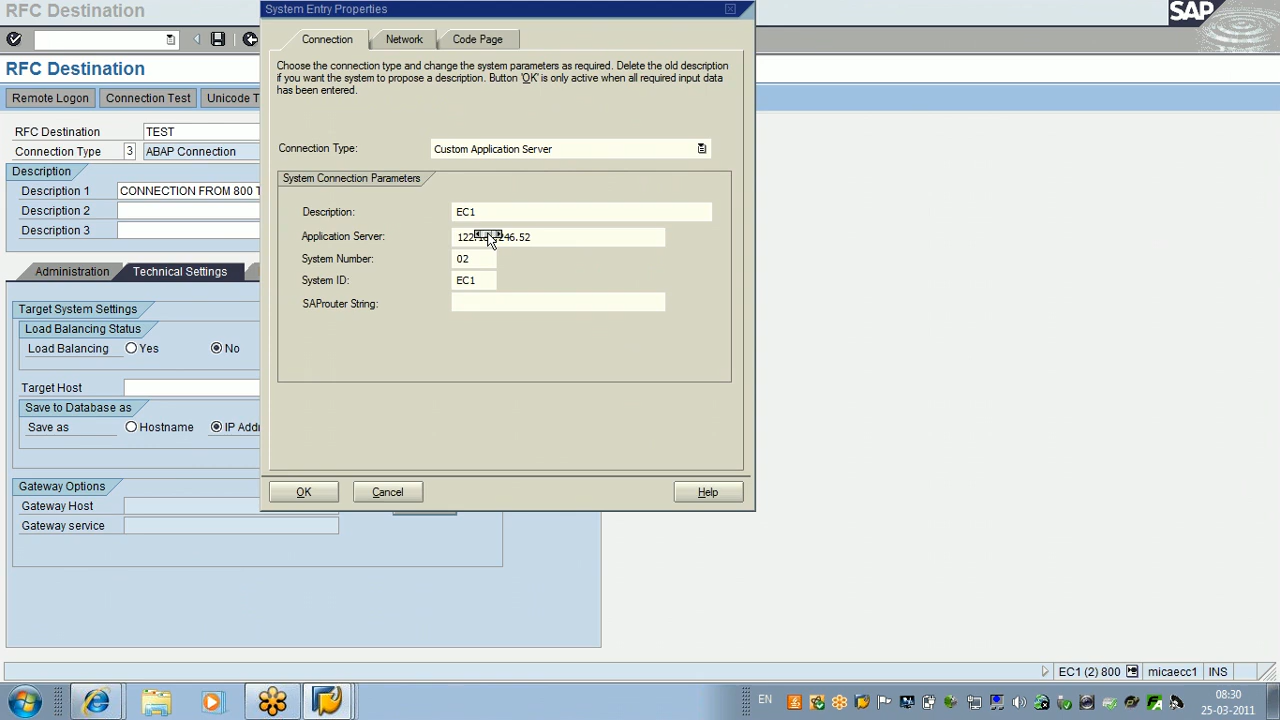 RFC Destination
SAP
System Entry Properties
RFC Destination
Connection
Network
Code Page
Choose the connection type and change the system parameters as required. Delete the old description
if you want the system to propose a description. Button 'OK' is only active when all required input data
has been entered.
Remote Logon
Connection Test
Unicode T
RFC Destination
TEST
Connection Type
3
ABAP Connection
Connection Type:
Custom Application Server
Description
Description 1
CONNECTION FROM 800 T
Description 2
Description 3
System Connection Parameters
Description:
EC1
Application Server:
System Number:
02
System ID:
EC1
SAProuter String:
Administration
Technical Settings
Target System Settings
Load Balancing Status
Load Balancing
Yes
No
Target Host
Save to Database as
Save as
Hostname
IP Addr
Gateway Options
Gateway Host
Gateway service
OK
Cancel
Help
EC1 (2) 800
micaecc1
INS
EN
08:30
25-03-2011